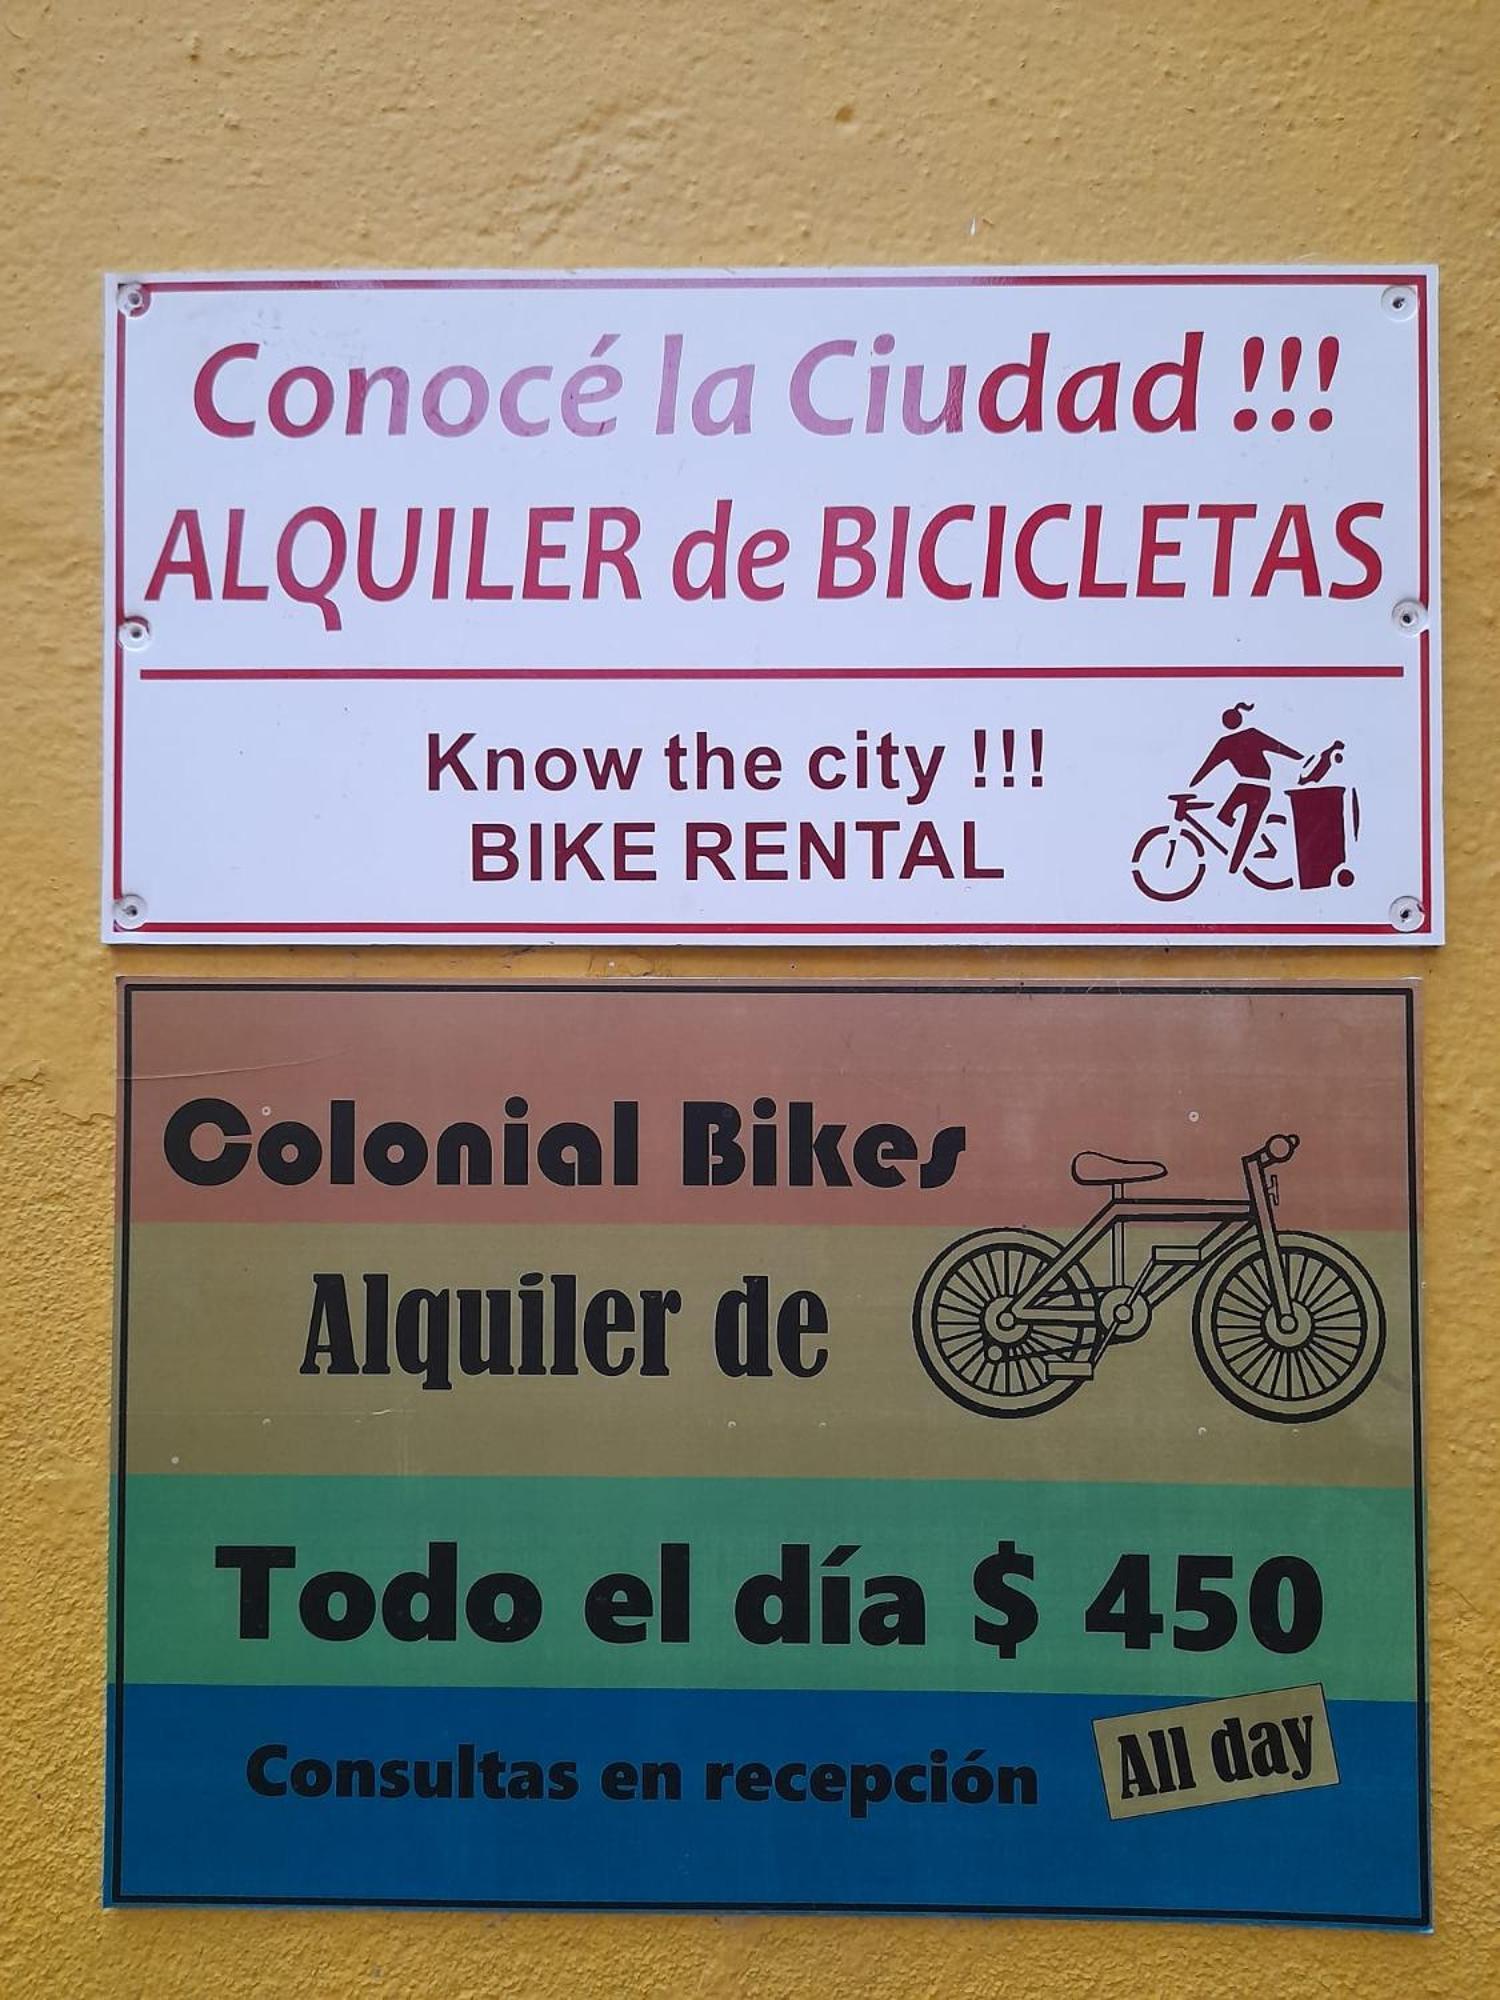 Conocé la Ciudad !!!
ALQUILER de BICICLETAS
Know the city !!!
BIKE RENTAL
Colonial Bikes
Alquiler de
Todo el día $ 450
Consultas en recepción
All day